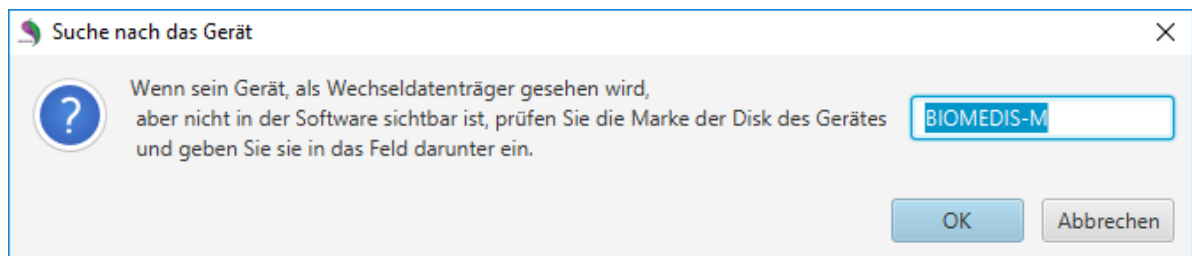 Suche nach das Gerät
Wenn sein Gerät, als Wechseldatenträger gesehen wird,
aber nicht in der Software sichtbar ist, prüfen Sie die Marke der Disk des Gerätes
und geben Sie sie in das Feld darunter ein.
BIOMEDIS-M
OK Abbrechen